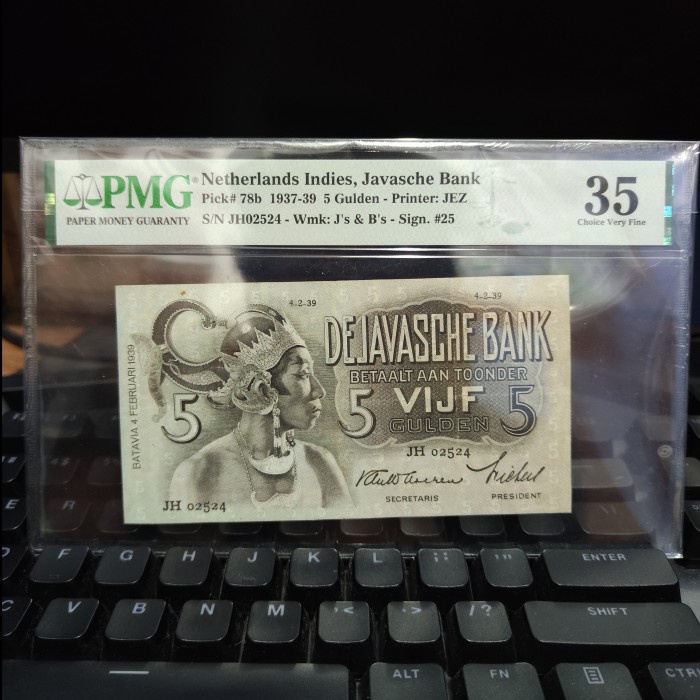 PMG
PAPER MONEY GUARANTY
Netherlands Indies, Javasche Bank
Pick# 78b 1937-39 5 Gulden - Printer: JEZ
S/N JH02524 - Wmk: J's & B's - Sign. #25
35
Choice Very Fine
4-2-39
4-2-39
DE JAVASCHE BANK
BETAALT AAN TOONDER
5
5
VIJF
5
GULDEN
BATAVIA 4 FEBRUARI 1939
JH 02524
JH 02524
SECRETARIS
PRESIDENT
F
G
H
J
K
L
: ;
" '
ENTER
C
V
B
N
M
<
>
/?
SHIFT
ALT
FN
CTRL